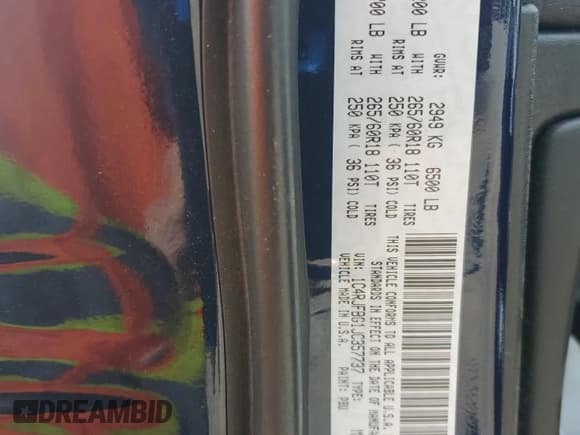 GVWR: 2949 KG 6500 LB
00 LB WITH 265/60R18 110T TIRES
RIMS AT 250 KPA ( 36 PSI) COLD
00 LB WITH 265/60R18 110T TIRES
RIMS AT 250 KPA ( 36 PSI) COLD
THIS VEHICLE CONFORMS TO ALL APPLICABLE U.S.A.
STANDARDS IN EFFECT ON THE DATE OF MANUFA
VIN: 1C4RJFBG1JC357737 TYPE: M
VEHICLE MADE IN U.S.A. PAINT: PBU
DREAMBID